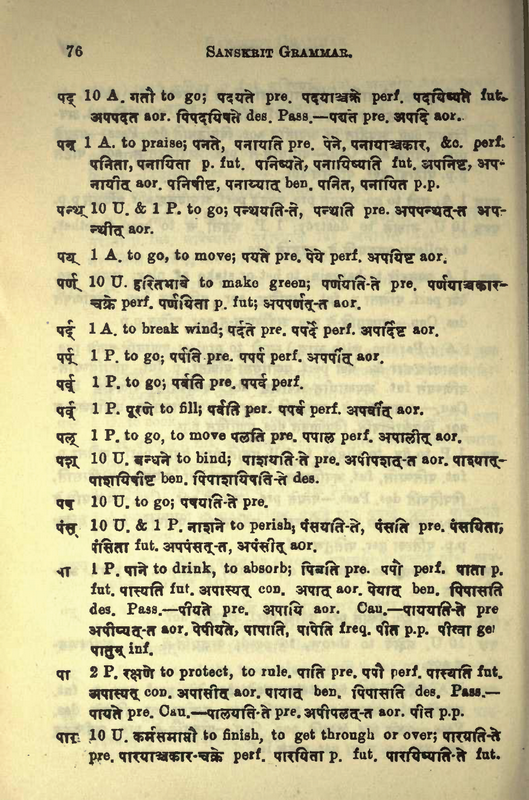 76 SANSKRIT GRAMMAR.
पद् 10 A. गतौ to go; पदयते pre. पदयाञ्चक्रे perf. पदयिष्यते fut.
अपपदत aor. पिपदयिषते des. Pass.—पद्यते pre. अपदि aor.
पन् 1 A. to praise; पनते, पनायति pre. पेने, पनायाञ्चकार, &c. perf.
पनिता, पनायिता p. fut. पनिष्यते, पनायिष्यति fut. अपनिष्ट, अप-
नायीत् aor. पनिषीष्ट, पनाय्यात् ben. पनित, पनायित p.p.
पन्थ् 10 U. & 1 P. to go; पन्थयति-ते, पन्थति pre. अपपन्थत्-त अप-
न्थीत् aor.
पय् 1 A. to go, to move; पयते pre. पेये perf. अपयिष्ट aor.
पर्ण् 10 U. हरितभावे to make green; पर्णयति-ते pre. पर्णयाञ्चकार-
चक्रे perf. पर्णयिता p. fut; अपपर्णत्-त aor.
पर्द् 1 A. to break wind; पर्दते pre. पपर्दे perf. अपर्दिष्ट aor.
पर्प् 1 P. to go; पर्पति pre. पपर्प perf. अपर्पीत् aor.
पर्ब् 1 P. to go; पर्बति pre. पपर्ब perf.
पर्व् 1 P. पूरणे to fill; पर्वति per. पपर्व perf. अपर्वीत् aor.
पल् 1 P. to go, to move पलति pre. पपाल perf. अपालीत् aor.
पश् 10 U. बन्धने to bind; पाशयति-ते pre. अपीपशत्-त aor. पाश्यात्-
पाशयिषीष्ट ben. पिपाशयिषति-ते des.
पष् 10 U. to go; पषयति-ते pre.
पंस् 10 U. & 1 P. नाशने to perish; पंसयति-ते, पंसति pre. पंसयिता,
पंसिता fut. अपपंसत्-त, अपंसीत् aor.
पा 1 P. पाने to drink, to absorb; पिबति pre. पपौ perf. पाता p.
fut. पास्यति fut. अपास्यत् con. अपात् aor. पेयात् ben. पिपासति
des. Pass.—पीयते pre. अपायि aor. Cau.—पाययति-ते pre
अपीप्यत्-त aor. पेपीयते, पापाति, पापेति freq. पीत p.p. पीत्वा ger
पातुम् inf.
पा 2 P. रक्षणे to protect, to rule. पाति pre. पपौ perf. पास्यति fut.
अपास्यत् con. अपासीत् aor. पायात् ben. पिपासति des. Pass.—
पायते pre. Cau.—पालयति-ते pre. अपीपलत्-त aor. पीत p.p.
पार् 10 U. कर्मसमाप्तौ to finish, to get through or over; पारयति-ते
pre. पारयाञ्चकार-चक्रे perf. पारयिता p. fut. पारयिष्यति-ते fut.